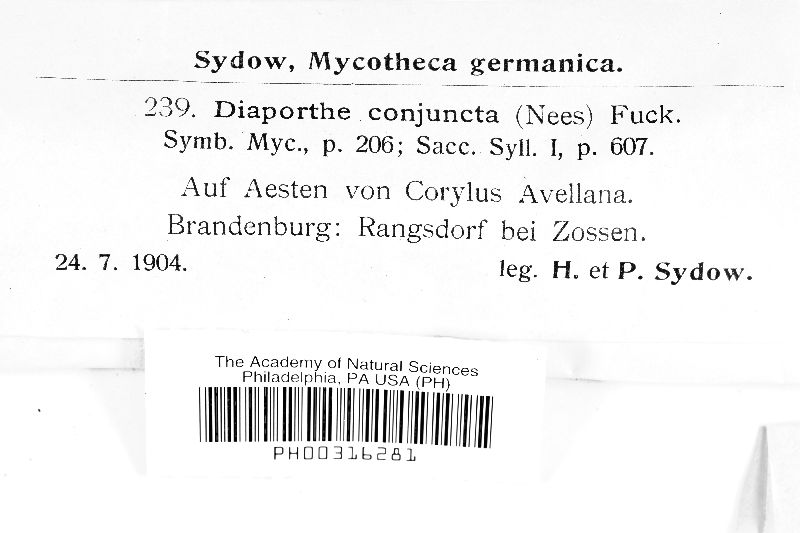 Sydow, Mycotheca germanica.
239. Diaporthe conjuncta (Nees) Fuck.
Symb. Myc., p. 206; Sacc. Syll. I, p. 607.
Auf Aesten von Corylus Avellana.
Brandenburg: Rangsdorf bei Zossen.
24. 7. 1904. leg. H. et P. Sydow.
The Academy of Natural Sciences
Philadelphia, PA USA (PH)
PH00316281